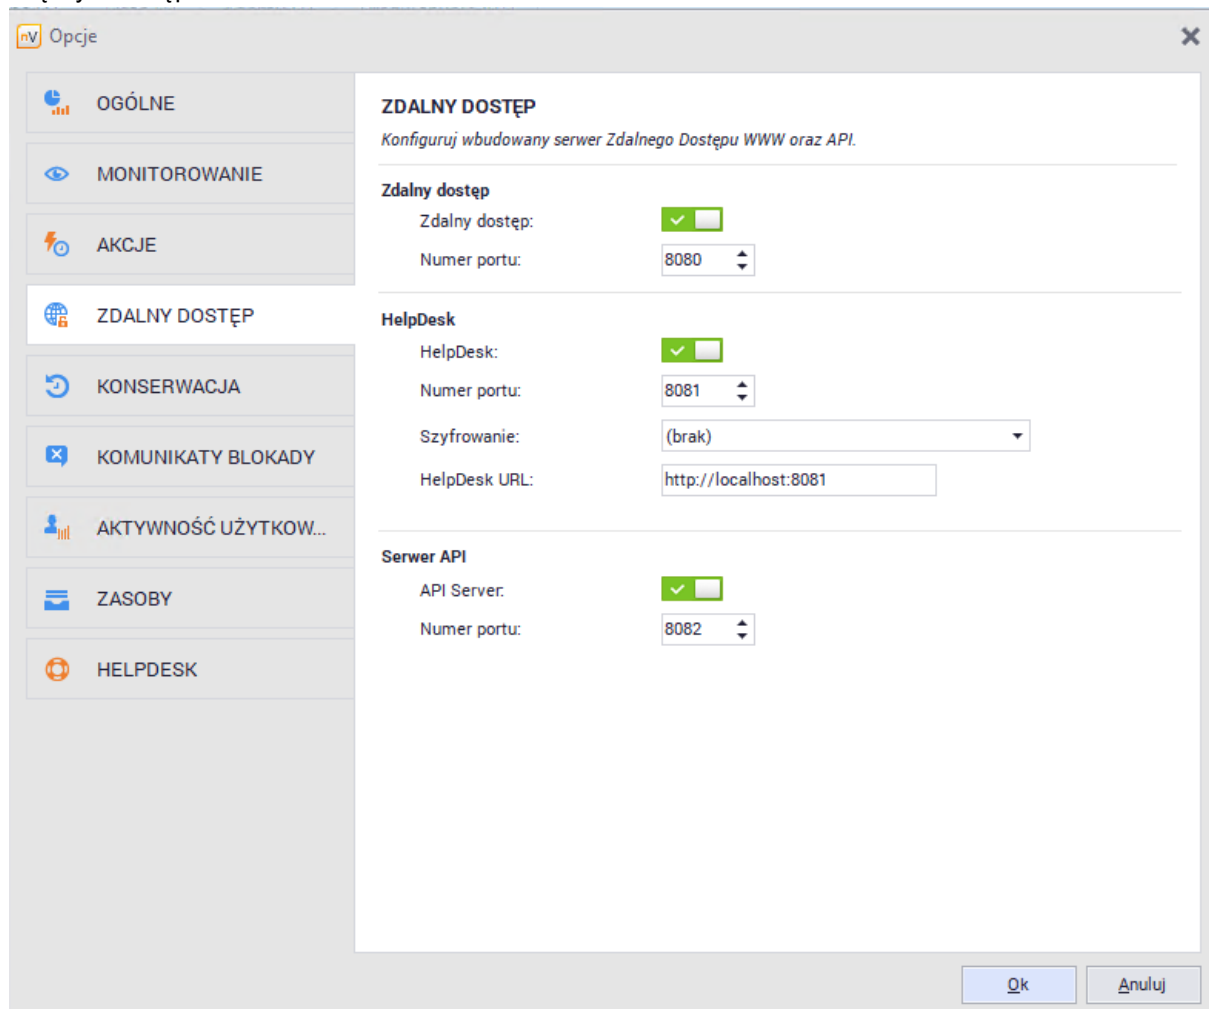 nV Opcje
OGÓLNE
MONITOROWANIE
AKCJE
ZDALNY DOSTĘP
KONSERWACJA
KOMUNIKATY BLOKADY
AKTYWNOŚĆ UŻYTKOW...
ZASOBY
HELPDESK
ZDALNY DOSTĘP
Konfiguruj wbudowany serwer Zdalnego Dostępu WWW oraz API.
Zdalny dostęp
Zdalny dostęp:
Numer portu: 8080
HelpDesk
HelpDesk:
Numer portu: 8081
Szyfrowanie: (brak)
HelpDesk URL: http://localhost:8081
Serwer API
API Server:
Numer portu: 8082
Ok Anuluj